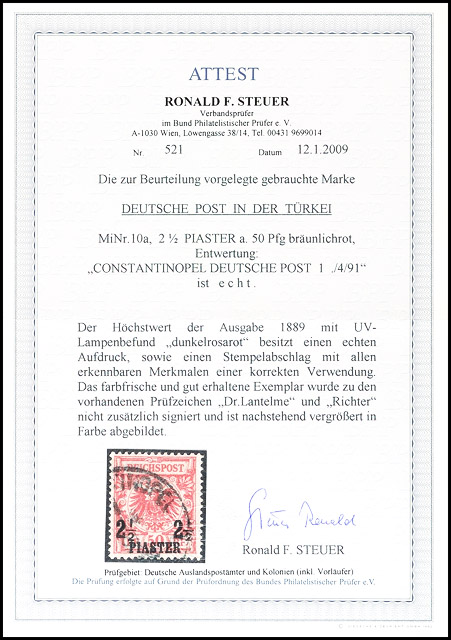 ATTEST
RONALD F. STEUER
Verbandsprüfer
im Bund Philatelistischer Prüfer e. V.
A-1030 Wien, Löwengasse 38/14, Tel. 00431 9699014
Nr. 521 Datum 12.1.2009
Die zur Beurteilung vorgelegte gebrauchte Marke
DEUTSCHE POST IN DER TÜRKEI
MiNr.10a, 2 ½ PIASTER a. 50 Pfg bräunlichrot,
Entwertung:
„CONSTANTINOPEL DEUTSCHE POST 1 ./4/91“
ist echt.
Der Höchstwert der Ausgabe 1889 mit UV-
Lampenbefund „dunkelrosarot“ besitzt einen echten
Aufdruck, sowie einen Stempelabschlag mit allen
erkennbaren Merkmalen einer korrekten Verwendung.
Das farbfrische und gut erhaltene Exemplar wurde zu den
vorhandenen Prüfzeichen „Dr.Lantelme“ und „Richter“
nicht zusätzlich signiert und ist nachstehend vergrößert in
Farbe abgebildet.
REICHSPOST
2½ 2½
50
PIASTER
Steuer Ronald
Ronald F. STEUER
Prüfgebiet: Deutsche Auslandspostämter und Kolonien (inkl. Vorläufer)
Die Prüfung erfolgte auf Grund der Prüfordnung des Bundes Philatelistischer Prüfer e.V.